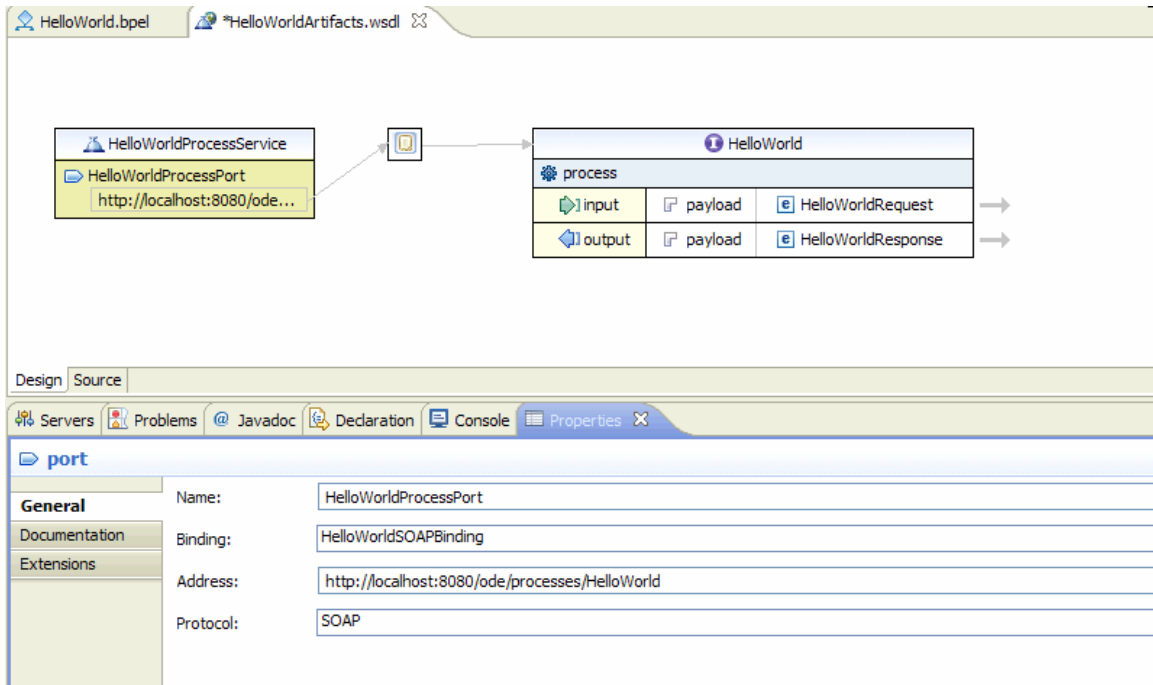 HelloWorld.bpel *HelloWorldArtifacts.wsdl
HelloWorldProcessService
HelloWorldProcessPort
http://localhost:8080/ode...
HelloWorld
process
input payload e HelloWorldRequest
output payload e HelloWorldResponse
Design Source
Servers Problems @ Javadoc Declaration Console Properties
port
General
Documentation
Extensions
Name: HelloWorldProcessPort
Binding: HelloWorldSOAPBinding
Address: http://localhost:8080/ode/processes/HelloWorld
Protocol: SOAP